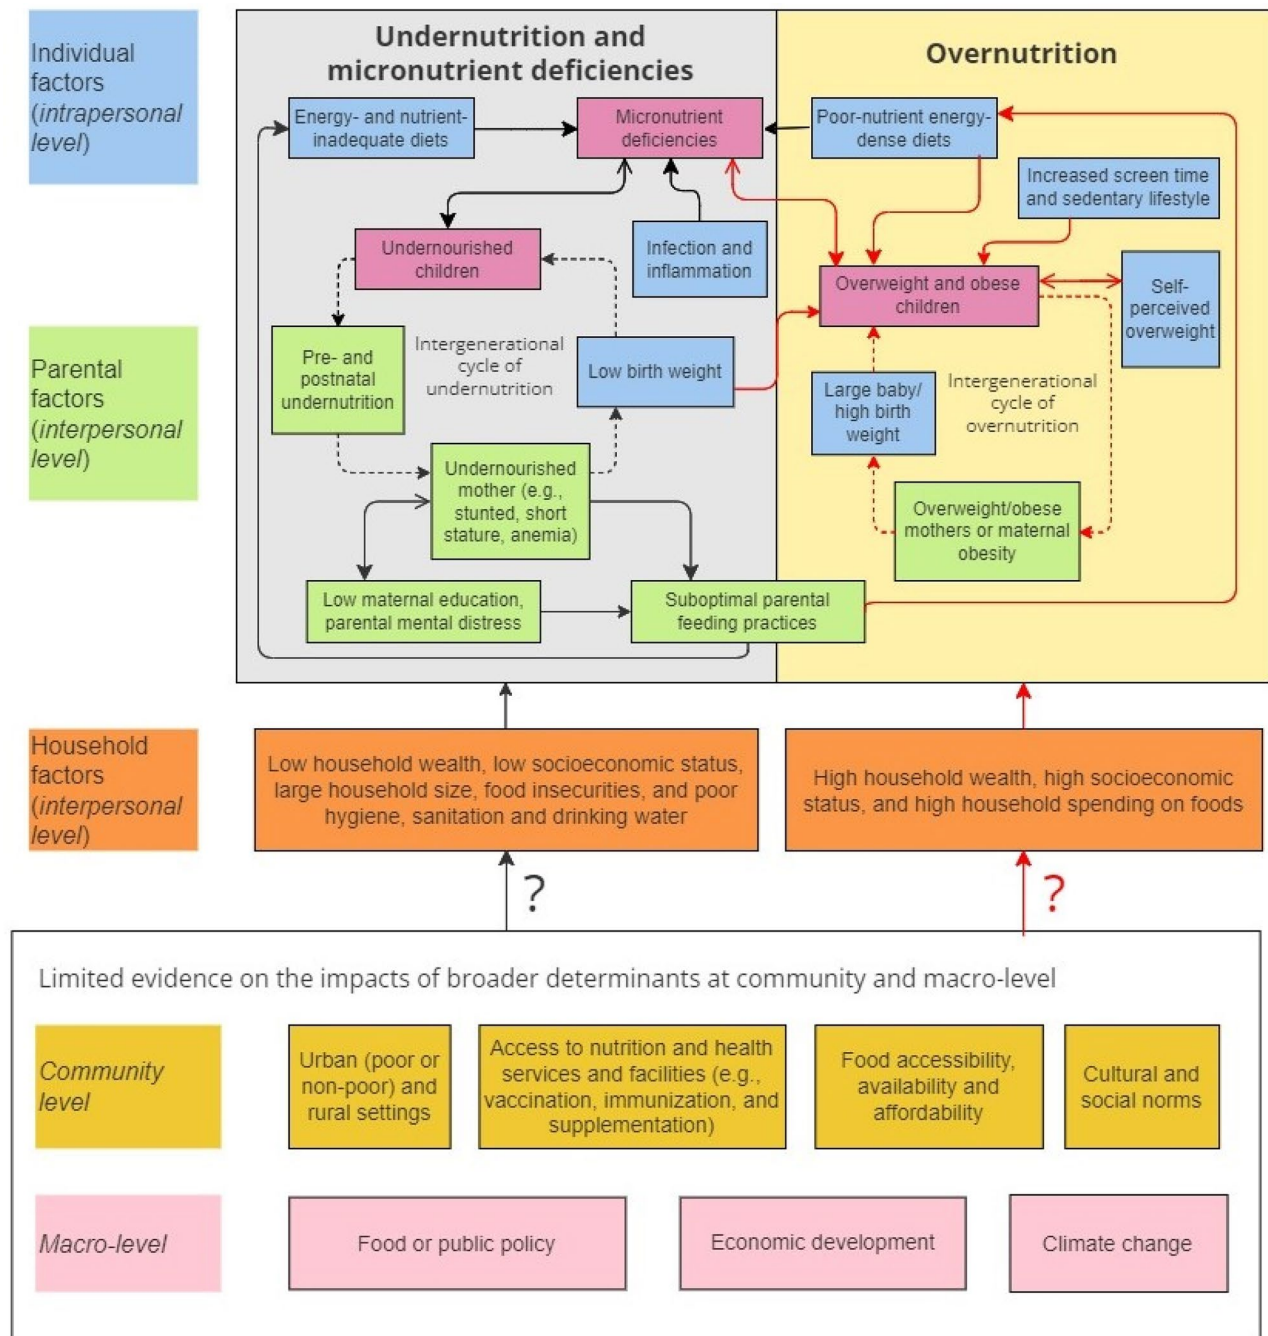 Individual
factors
(intrapersonal
level)
Undernutrition and
micronutrient deficiencies
Overnutrition
Energy- and nutrient-
inadequate diets
Micronutrient
deficiencies
Poor-nutrient energy-
dense diets
Increased screen time
and sedentary lifestyle
Undernourished
children
Infection and
inflammation
Overweight and obese
children
Self-
perceived
overweight
Parental
factors
(interpersonal
level)
Pre- and
postnatal
undernutrition
Intergenerational
cycle of
undernutrition
Low birth weight
Large baby/
high birth
weight
Intergenerational
cycle of
overnutrition
Undernourished
mother (e.g.,
stunted, short
stature, anemia)
Overweight/obese
mothers or maternal
obesity
Low maternal education,
parental mental distress
Suboptimal parental
feeding practices
Household
factors
(interpersonal
level)
Low household wealth, low socioeconomic status,
large household size, food insecurities, and poor
hygiene, sanitation and drinking water
High household wealth, high socioeconomic
status, and high household spending on foods
?
?
Limited evidence on the impacts of broader determinants at community and macro-level
Community
level
Urban (poor or
non-poor) and
rural settings
Access to nutrition and health
services and facilities (e.g.,
vaccination, immunization, and
supplementation)
Food accessibility,
availability and
affordability
Cultural and
social norms
Macro-level
Food or public policy
Economic development
Climate change